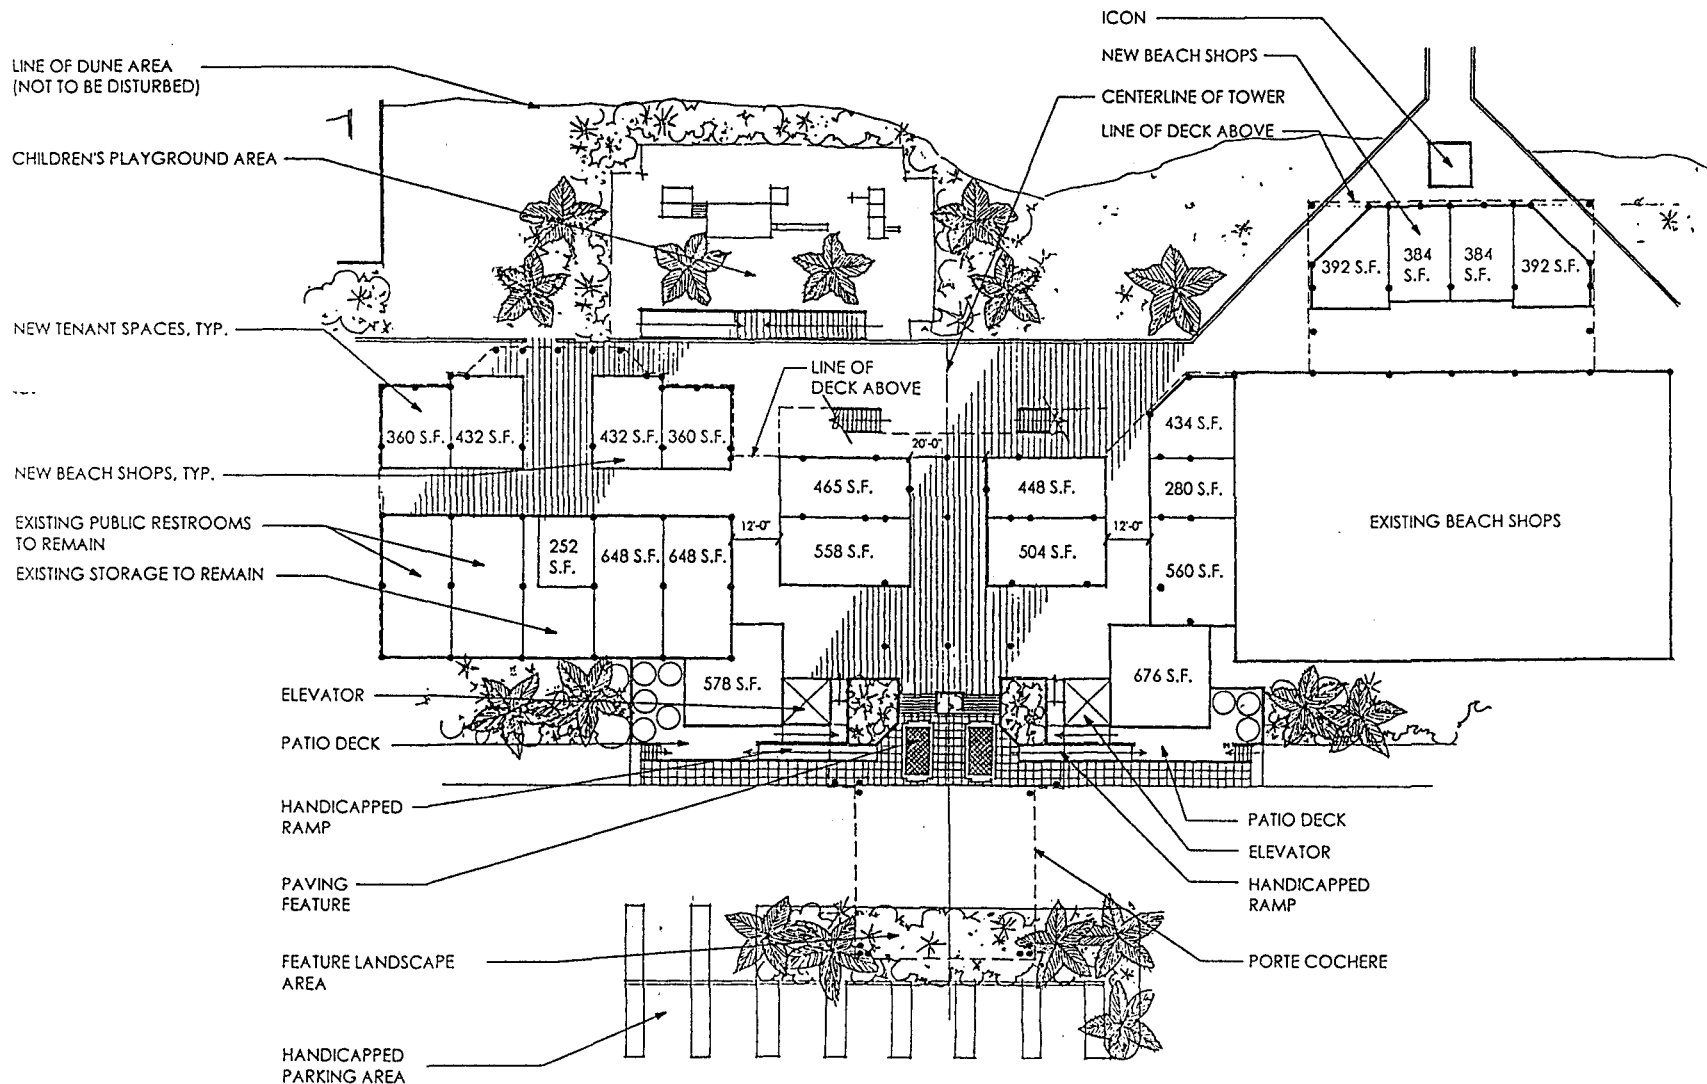 ICON
LINE OF DUNE AREA
(NOT TO BE DISTURBED)
NEW BEACH SHOPS
CENTERLINE OF TOWER
LINE OF DECK ABOVE
CHILDREN'S PLAYGROUND AREA
392 S.F.
384
S.F.
384
S.F.
392 S.F.
NEW TENANT SPACES, TYP.
LINE OF
DECK ABOVE
360 S.F.
432 S.F.
432 S.F.
360 S.F.
20'-0"
434 S.F.
NEW BEACH SHOPS, TYP.
465 S.F.
448 S.F.
280 S.F.
EXISTING PUBLIC RESTROOMS
TO REMAIN
12'-0"
12'-0"
EXISTING BEACH SHOPS
252
S.F.
648 S.F.
648 S.F.
558 S.F.
504 S.F.
560 S.F.
EXISTING STORAGE TO REMAIN
578 S.F.
676 S.F.
ELEVATOR
PATIO DECK
HANDICAPPED
RAMP
PATIO DECK
ELEVATOR
PAVING
FEATURE
HANDICAPPED
RAMP
FEATURE LANDSCAPE
AREA
PORTE COCHERE
HANDICAPPED
PARKING AREA